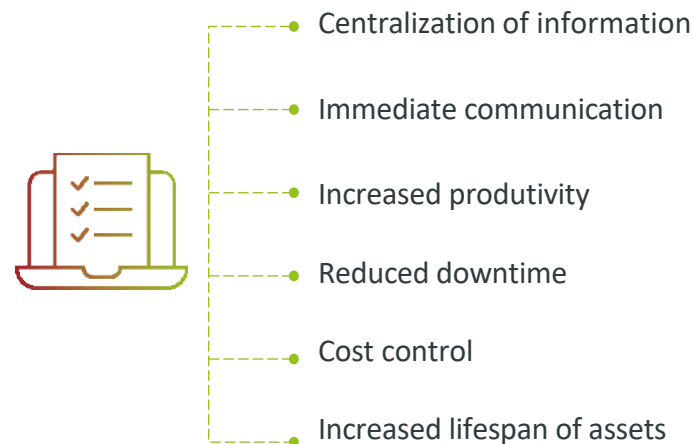 Centralization of information
Immediate communication
Increased produtivity
Reduced downtime
Cost control
Increased lifespan of assets